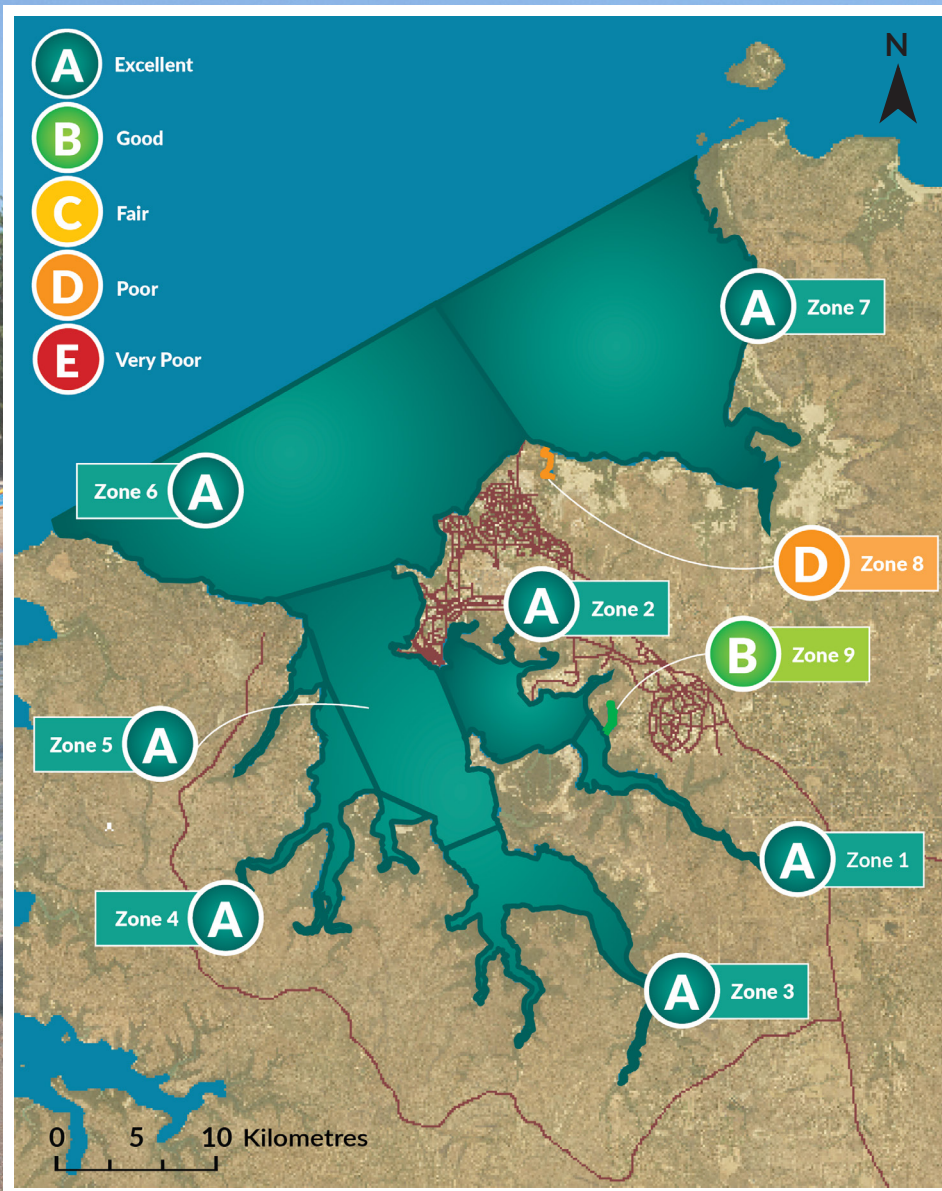 A Excellent
N
B Good
C Fair
D Poor
E Very Poor
A Zone 7
Zone 6 A
D Zone 8
A Zone 2
B Zone 9
Zone 5 A
A Zone 1
Zone 4 A
A Zone 3
0 5 10 Kilometres